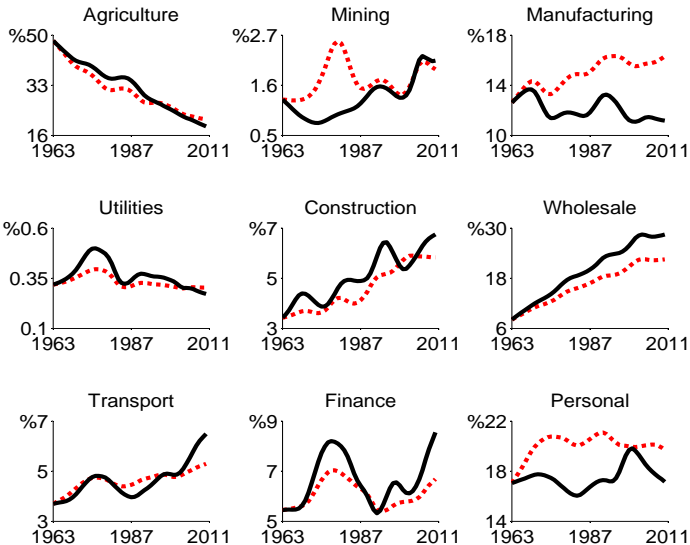 Agriculture Mining Manufacturing
%50 %2.7 %18
33 1.6 14
16 0.5 10
1963 1987 2011 1963 1987 2011 1963 1987 2011
Utilities Construction Wholesale
%0.6 %7 %30
0.35 5 18
0.1 3 6
1963 1987 2011 1963 1987 2011 1963 1987 2011
Transport Finance Personal
%7 %9 %22
5 7 18
3 5 14
1963 1987 2011 1963 1987 2011 1963 1987 2011